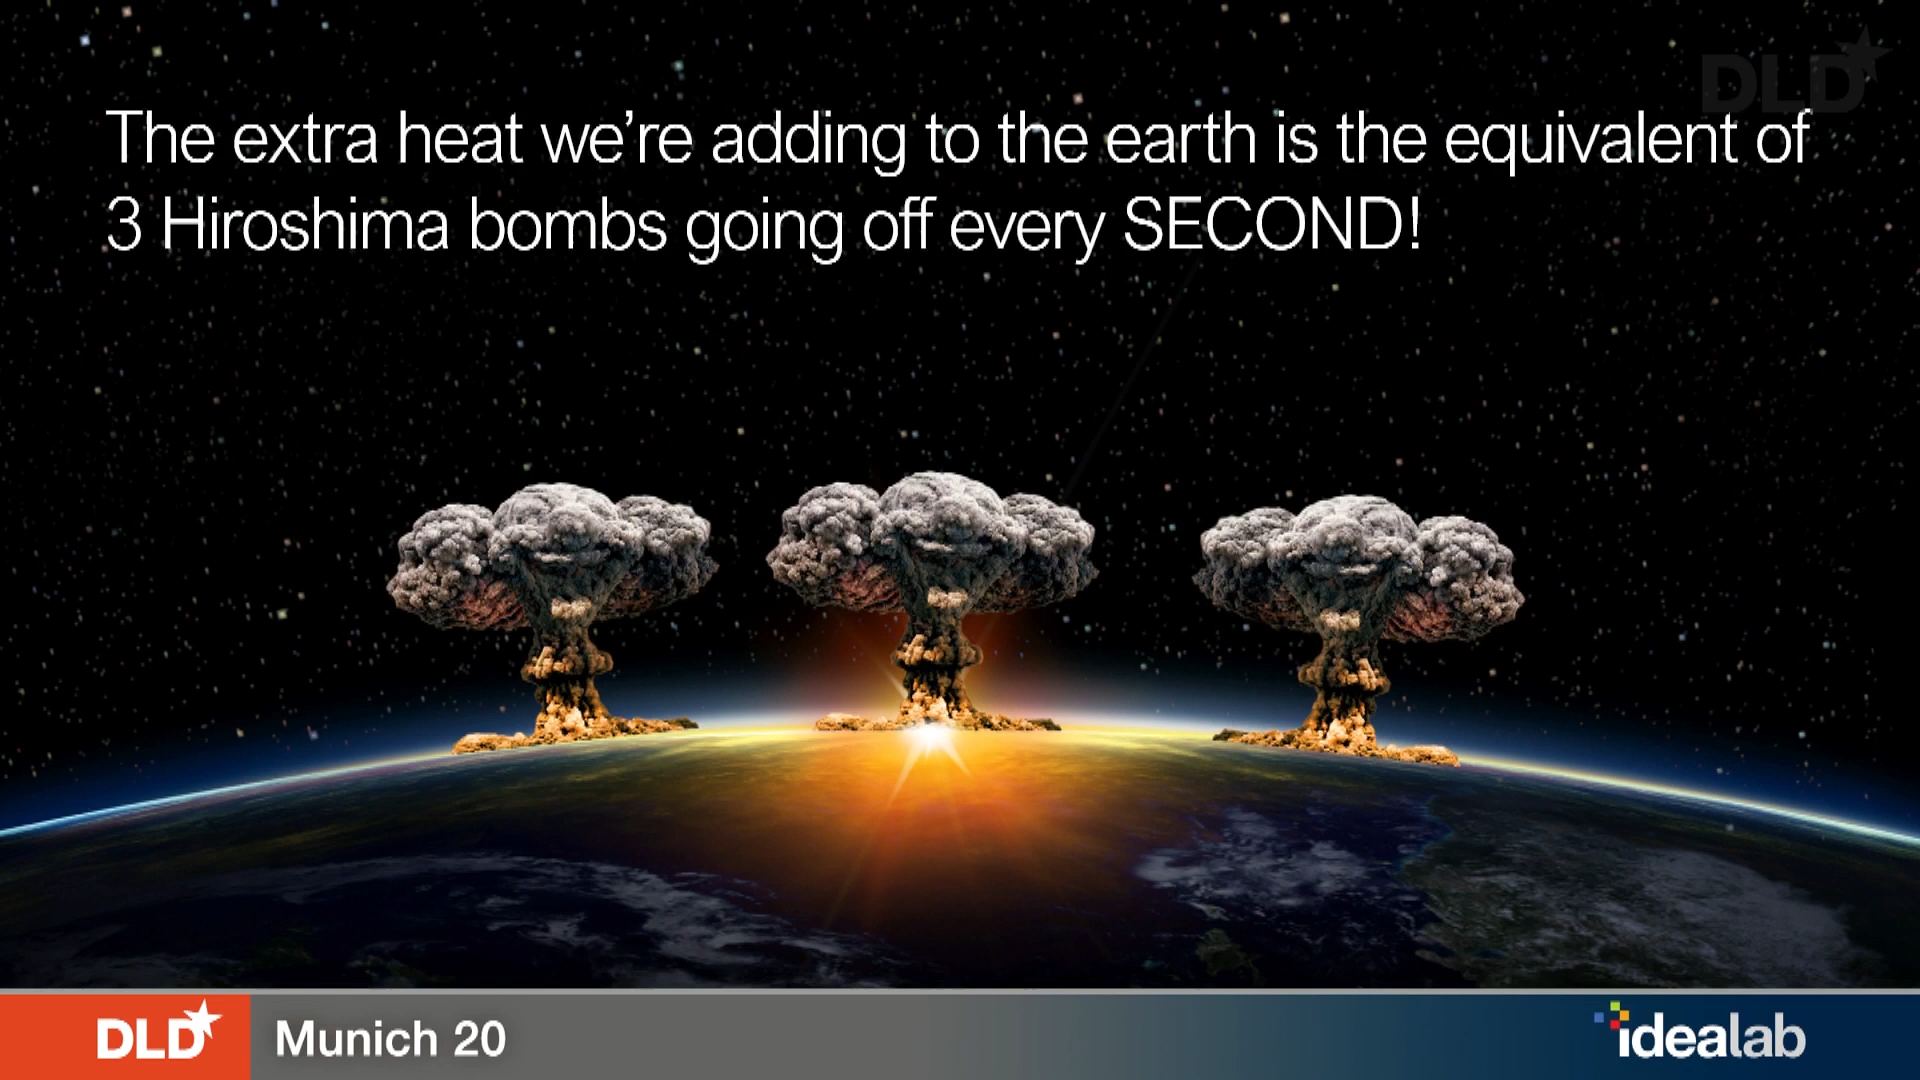 DLD
The extra heat we're adding to the earth is the equivalent of
3 Hiroshima bombs going off every SECOND!
DLD
Munich 20
idealab